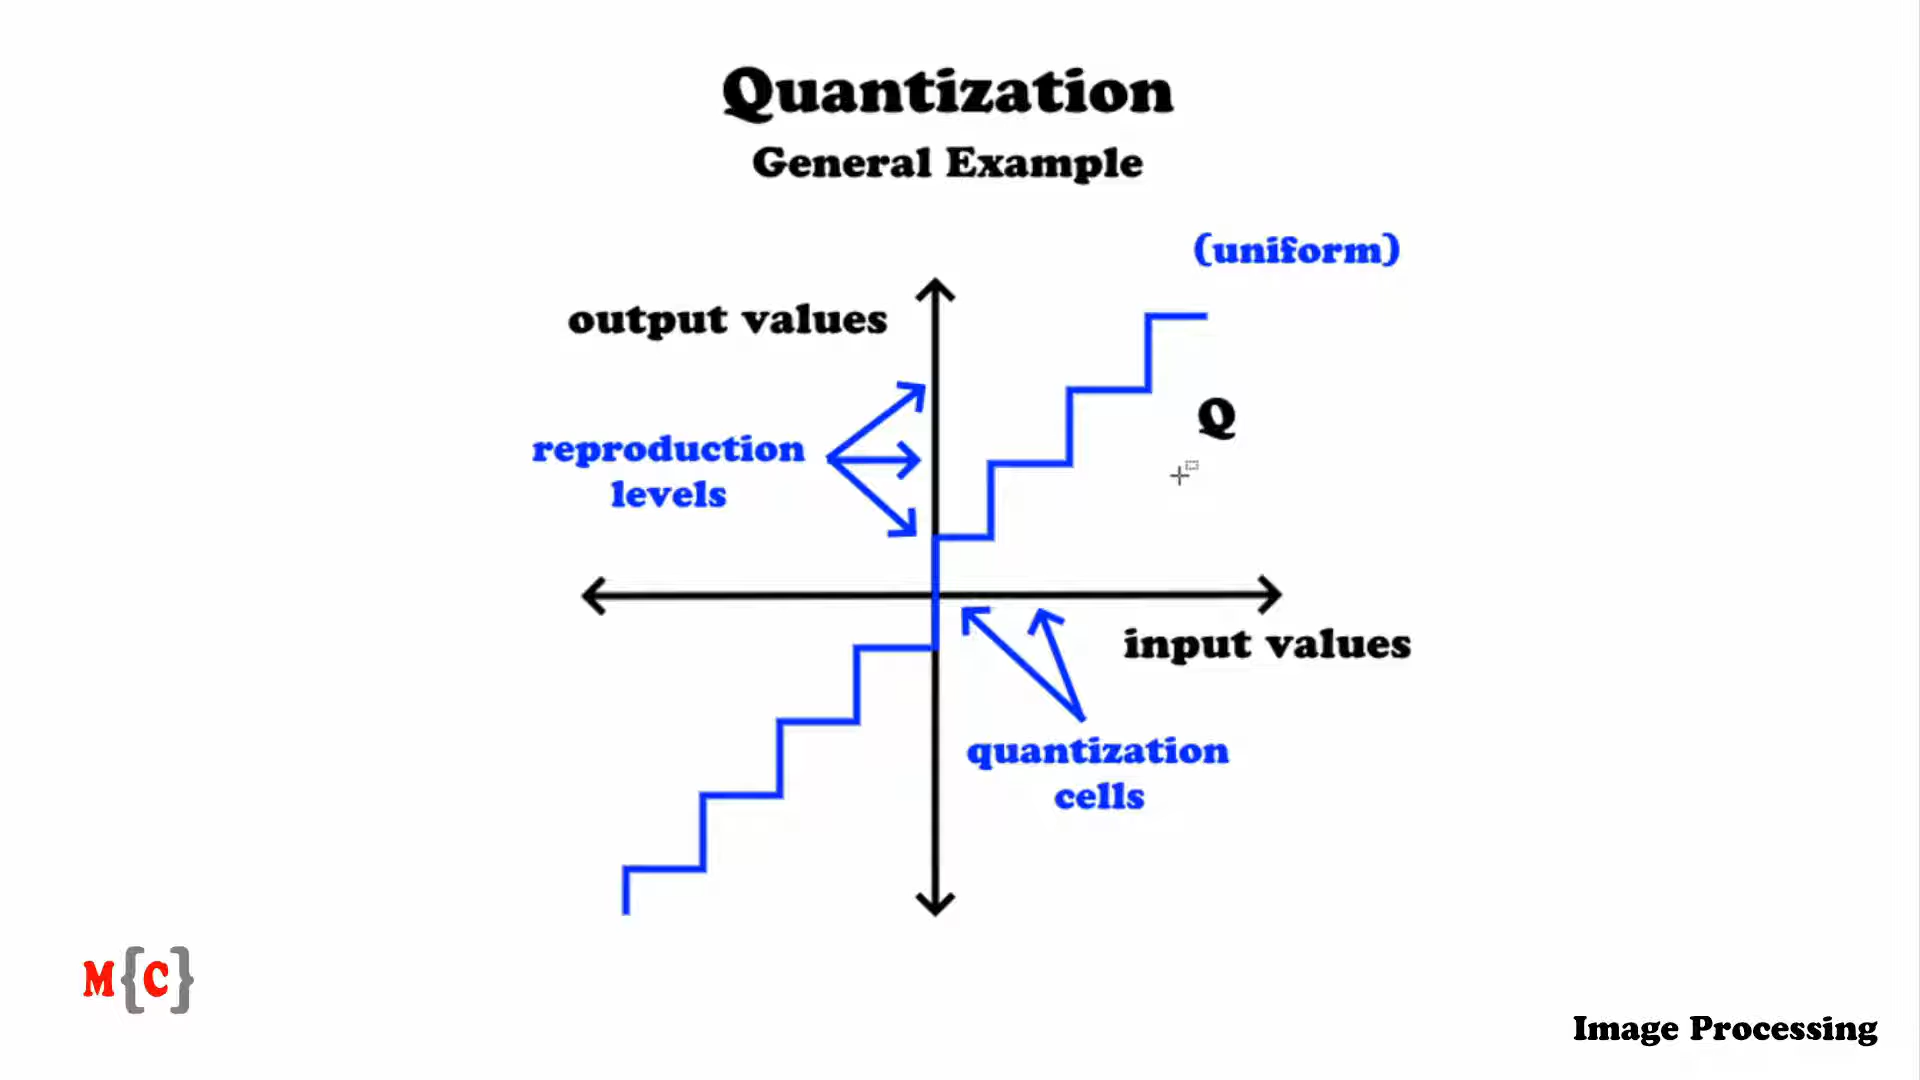 Quantization
General Example
(uniform)
output values
Q
reproduction
levels
input values
quantization
cells
M{C}
Image Processing